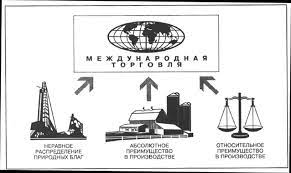 МЕЖДУНАРОДНАЯ
ТОРГОВЛЯ
НЕРАВНОЕ
РАСПРЕДЕЛЕНИЕ
ПРИРОДНЫХ БЛАГ
АБСОЛЮТНОЕ
ПРЕИМУЩЕСТВО
В ПРОИЗВОДСТВЕ
ОТНОСИТЕЛЬНОЕ
ПРЕИМУЩЕСТВО
В ПРОИЗВОДСТВЕ